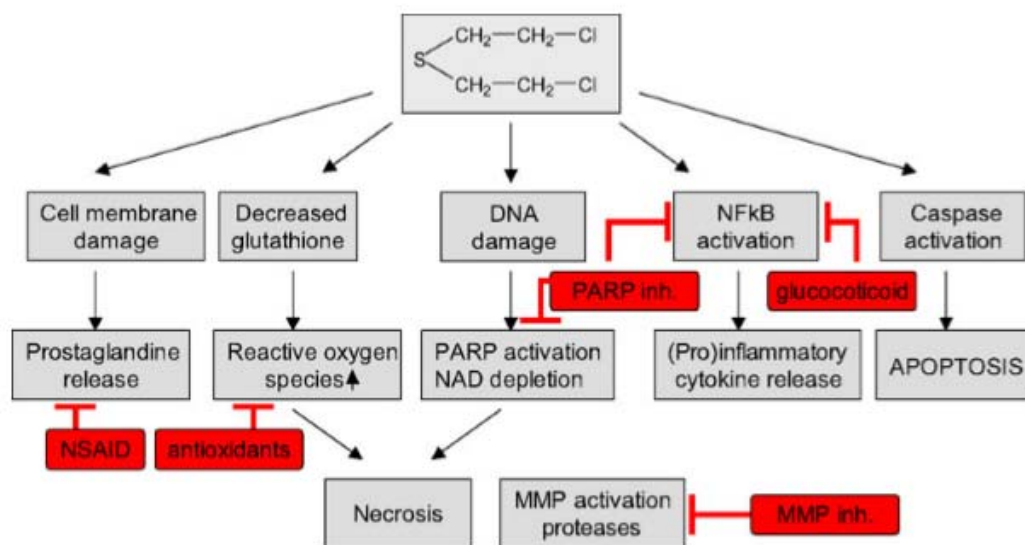 CH₂—CH₂—Cl
S
CH₂—CH₂—Cl
Cell membrane
damage
Decreased
glutathione
DNA
damage
NFkB
activation
Caspase
activation
PARP inh.
glucocoticoid
Prostaglandine
release
Reactive oxygen
species
PARP activation
NAD depletion
(Pro)inflammatory
cytokine release
APOPTOSIS
NSAID
antioxidants
Necrosis
MMP activation
proteases
MMP inh.